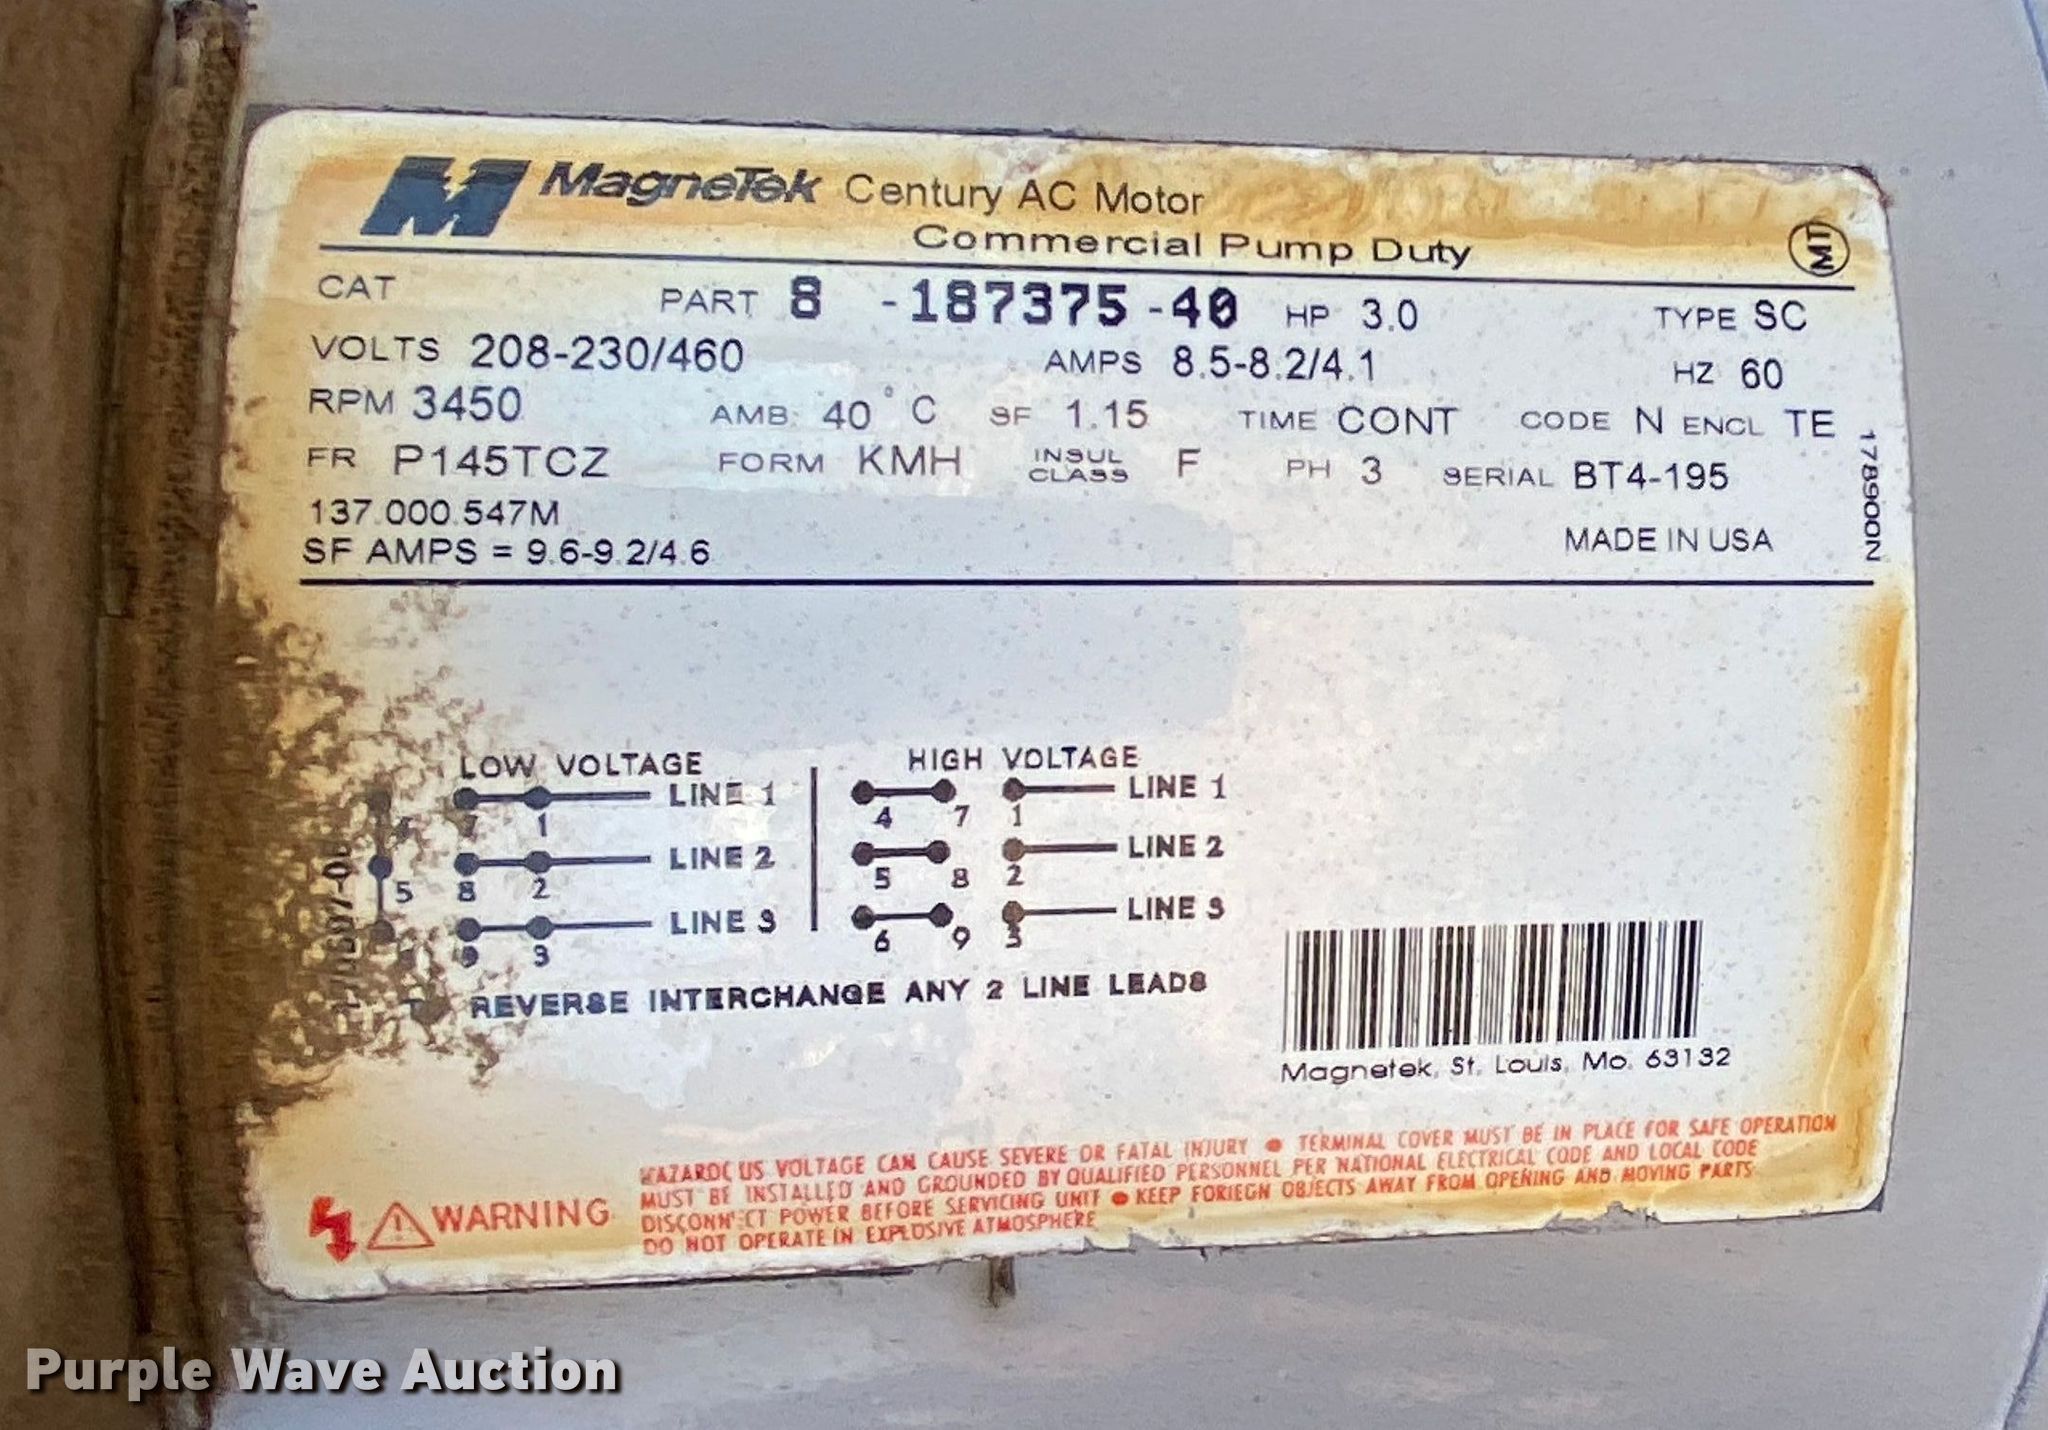 MagneTek Century AC Motor
Commercial Pump Duty
MT
CAT PART 8 -187375-40 HP 3.0 TYPE SC
VOLTS 208-230/460 AMPS 8.5-8.2/4.1 HZ 60
RPM 3450 AMB 40°C SF 1.15 TIME CONT CODE N ENCL TE
FR P145TCZ FORM KMH INSUL CLASS F PH 3 SERIAL BT4-195
137.000.547M
SF AMPS = 9.6-9.2/4.6
MADE IN USA
178900N
LOW VOLTAGE
7 1 LINE 1
5 8 2 LINE 2
9 3 LINE 3
HIGH VOLTAGE
4 7 1 LINE 1
5 8 2 LINE 2
6 9 3 LINE 3
REVERSE INTERCHANGE ANY 2 LINE LEADS
Magnetek, St. Louis, Mo. 63132
WARNING
HAZARDOUS VOLTAGE CAN CAUSE SEVERE OR FATAL INJURY ● TERMINAL COVER MUST BE IN PLACE FOR SAFE OPERATION
MUST BE INSTALLED AND GROUNDED BY QUALIFIED PERSONNEL PER NATIONAL ELECTRICAL CODE AND LOCAL CODE
DISCONNECT POWER BEFORE SERVICING UNIT ● KEEP FORIEGN OBJECTS AWAY FROM OPENING AND MOVING PARTS
DO NOT OPERATE IN EXPLOSIVE ATMOSPHERE
Purple Wave Auction